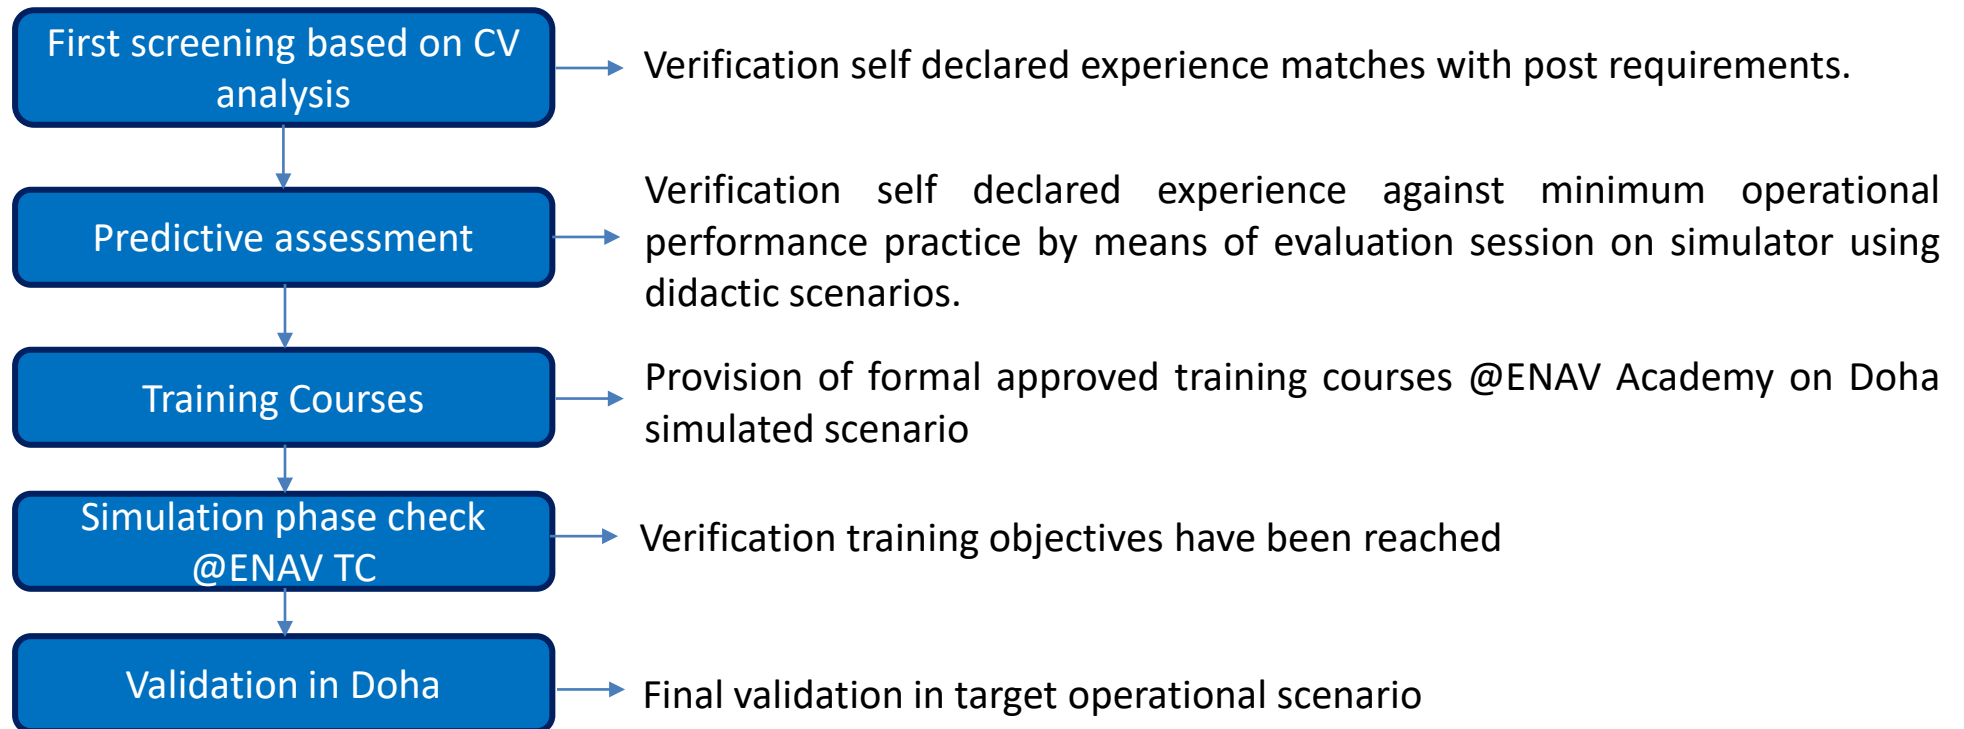 First screening based on CV
analysis
Verification self declared experience matches with post requirements.
Predictive assessment
Verification self declared experience against minimum operational
performance practice by means of evaluation session on simulator using
didactic scenarios.
Training Courses
Provision of formal approved training courses @ENAV Academy on Doha
simulated scenario
Simulation phase check
@ENAV TC
Verification training objectives have been reached
Validation in Doha
Final validation in target operational scenario